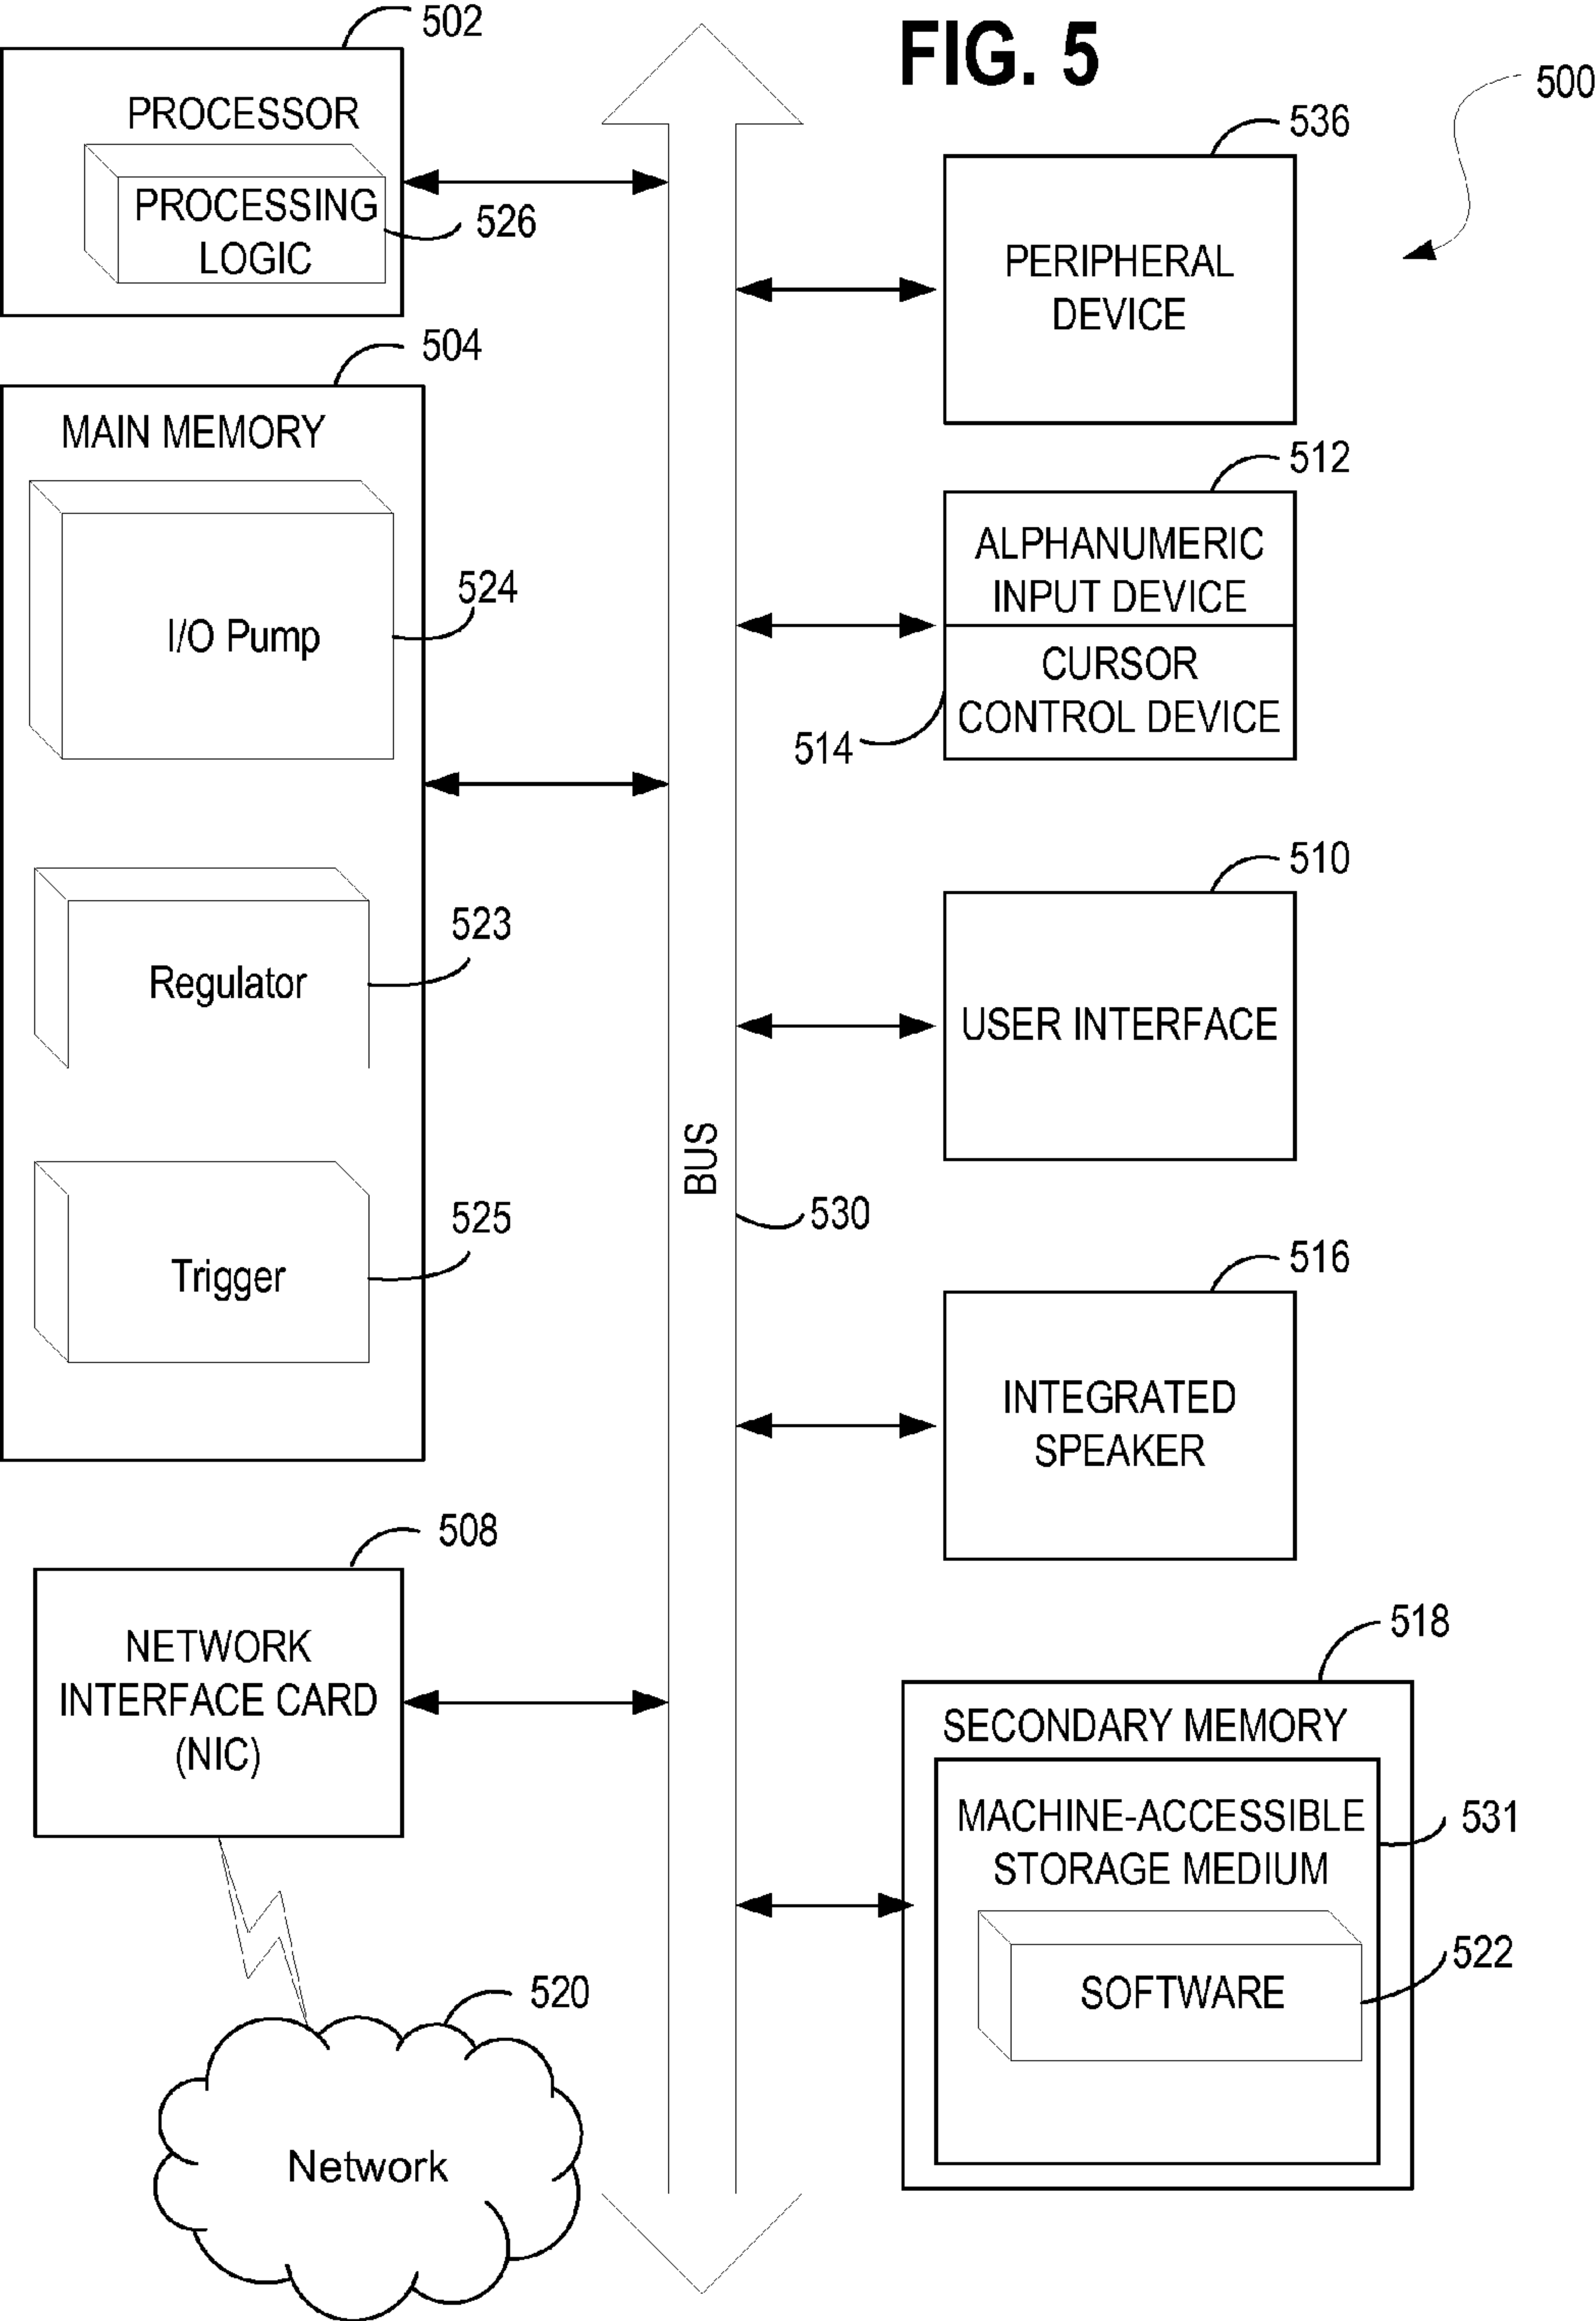 FIG. 5
500
502
PROCESSOR
PROCESSING
LOGIC
526
504
MAIN MEMORY
I/O Pump
524
Regulator
523
Trigger
525
508
NETWORK
INTERFACE CARD
(NIC)
520
Network
BUS
530
536
PERIPHERAL
DEVICE
512
ALPHANUMERIC
INPUT DEVICE
CURSOR
CONTROL DEVICE
514
510
USER INTERFACE
516
INTEGRATED
SPEAKER
518
SECONDARY MEMORY
MACHINE-ACCESSIBLE
STORAGE MEDIUM
531
SOFTWARE
522